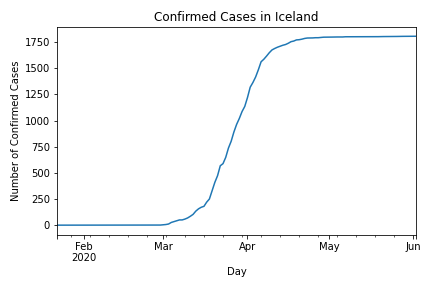 Confirmed Cases in Iceland
Number of Confirmed Cases
1750
1500
1250
1000
750
500
250
0
Feb
2020
Mar
Apr
May
Jun
Day